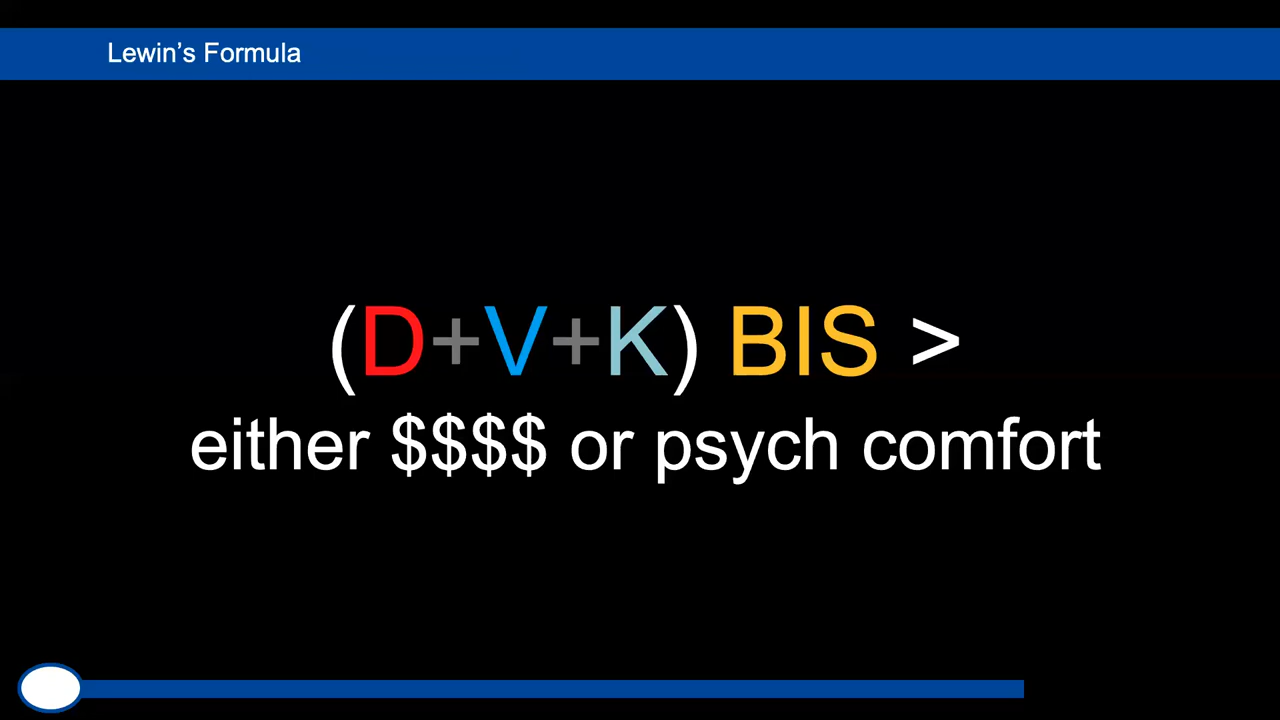 Lewin’s Formula
(D+V+K) BIS >
either $$$$ or psych comfort